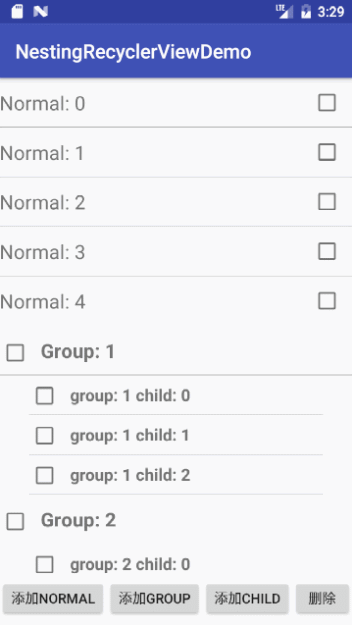 LTE 3:29
NestingRecyclerViewDemo
Normal: 0
Normal: 1
Normal: 2
Normal: 3
Normal: 4
Group: 1
group: 1 child: 0
group: 1 child: 1
group: 1 child: 2
Group: 2
group: 2 child: 0
添加NORMAL 添加GROUP 添加CHILD 删除